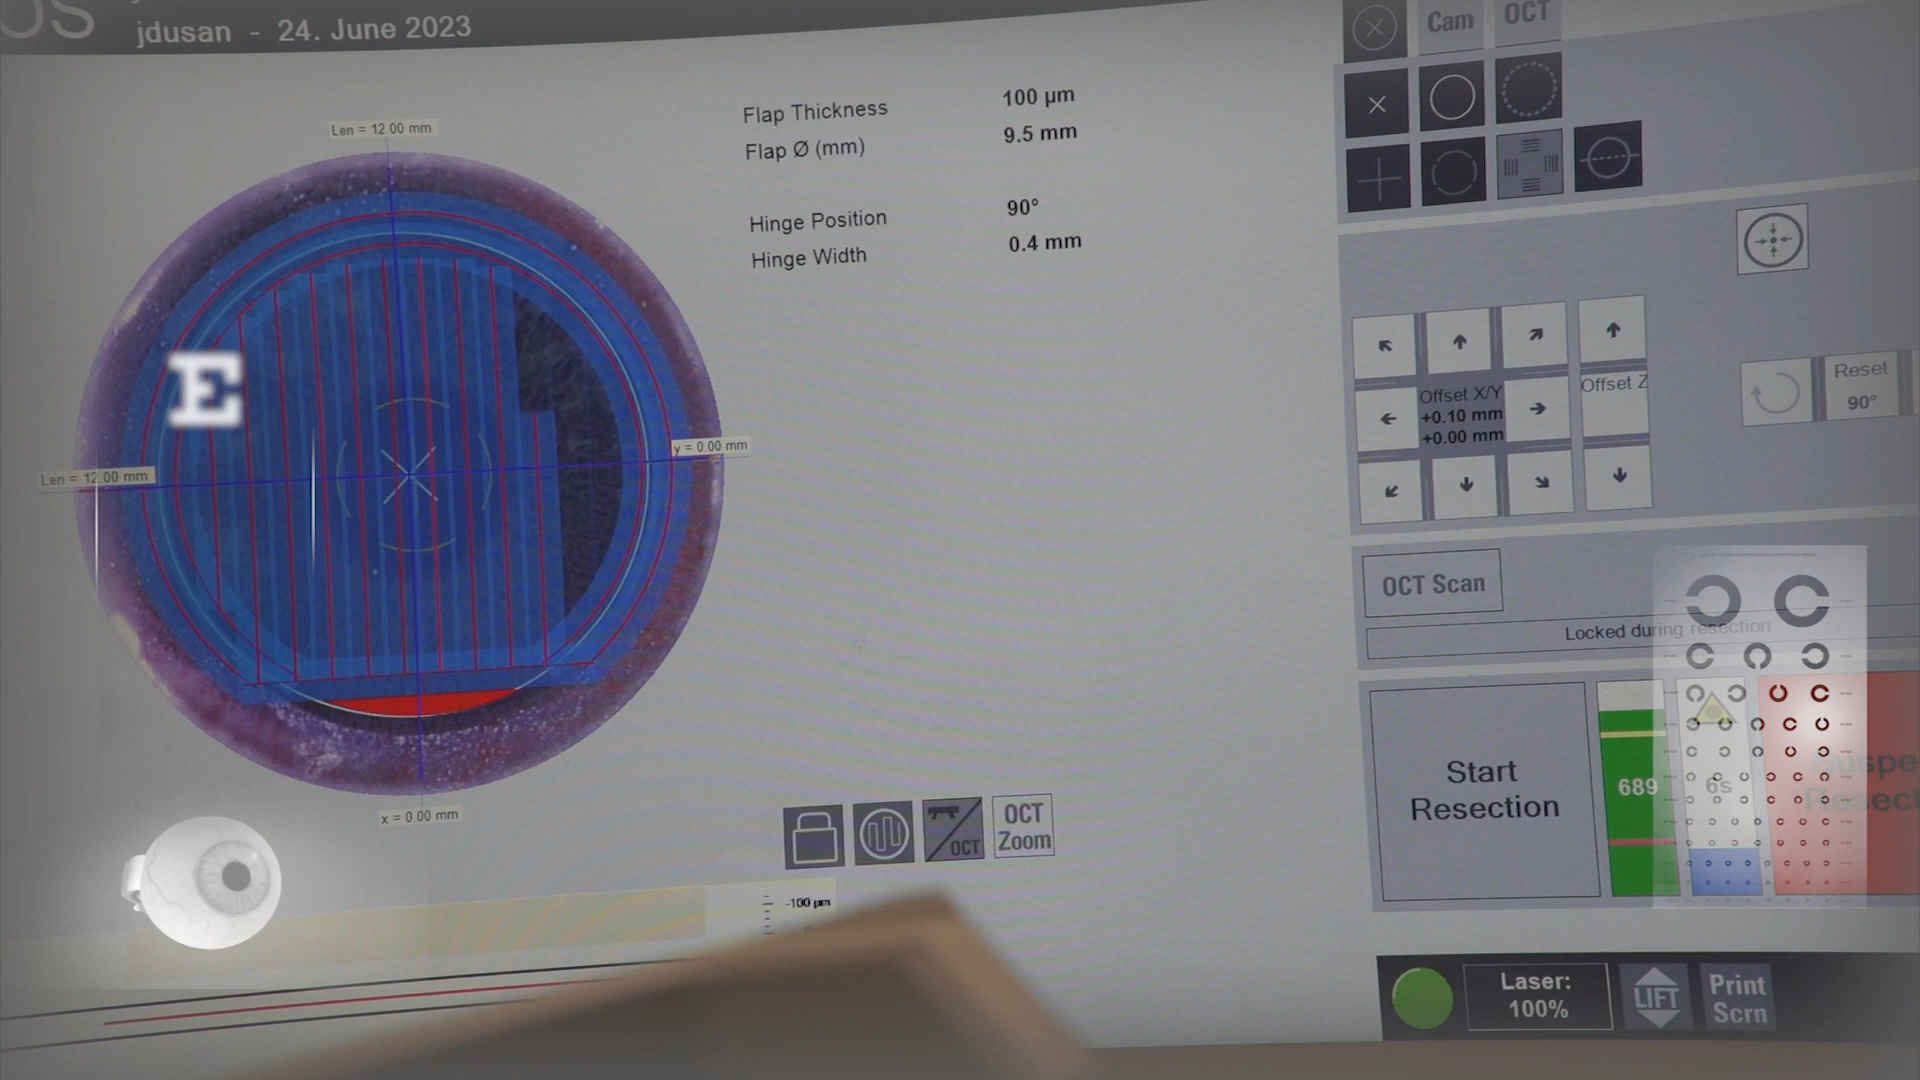 OS
jdusan - 24. June 2023
Len = 12.00 mm
Flap Thickness 100 µm
Flap Ø (mm) 9.5 mm
Hinge Position 90°
Hinge Width 0.4 mm
E
Len = 12.00 mm
y = 0.00 mm
x = 0.00 mm
OCT
OCT
Zoom
-100 µm
0
Cam
OCT
Offset X/Y
+0.10 mm
+0.00 mm
Offset Z
Reset
90°
OCT Scan
Locked during resection
Start
Resection
689
6s
Laser:
100%
LIFT
Print
Scrn